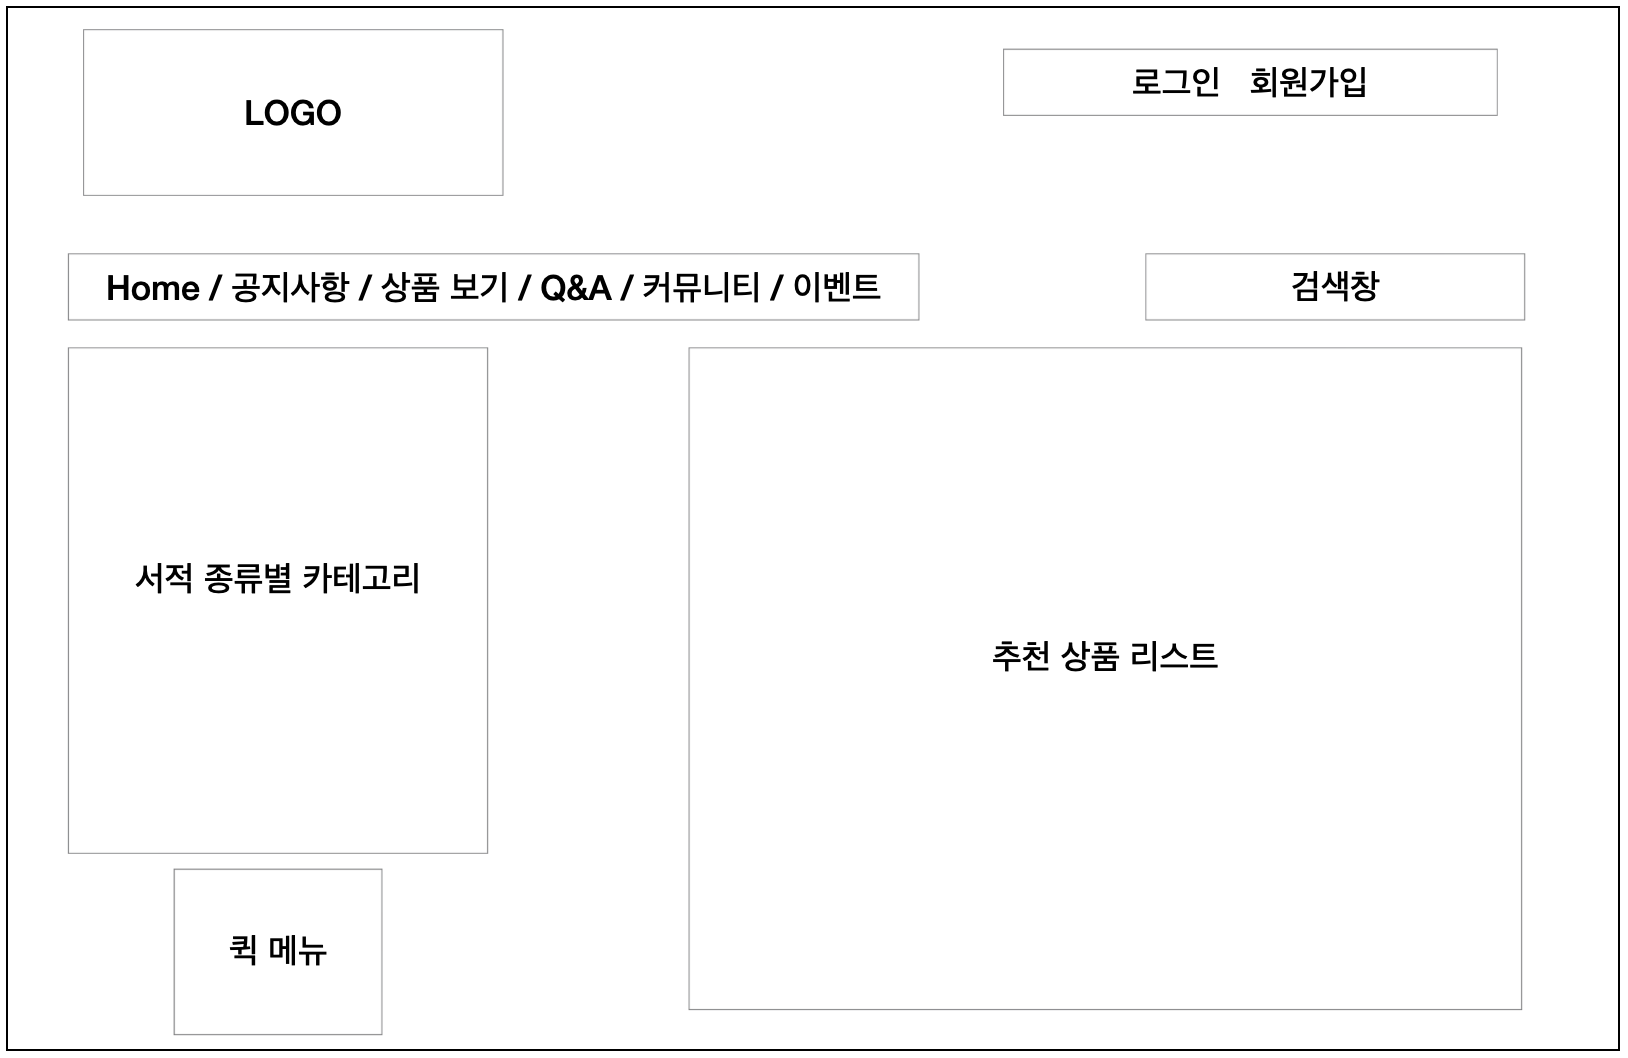 LOGO
로그인 회원가입
Home / 공지사항 / 상품 보기 / Q&A / 커뮤니티 / 이벤트
검색창
서적 종류별 카테고리
추천 상품 리스트
퀵 메뉴